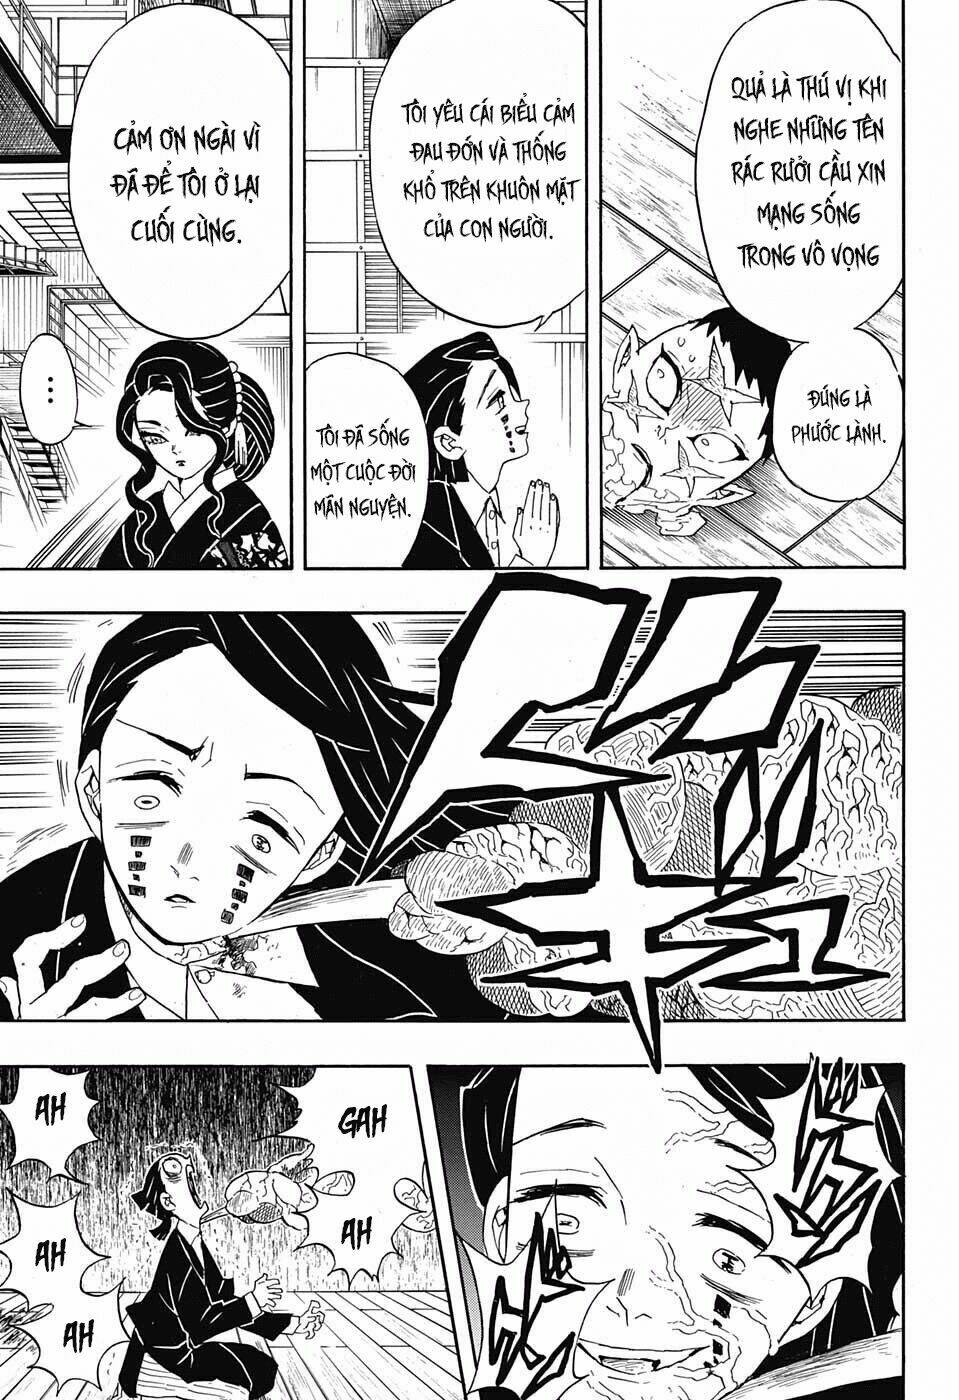 QUẢ LÀ THÚ VỊ KHI
NGHE NHỮNG TÊN
RÁC RƯỞI CẦU XIN
MẠNG SỐNG
TRONG VÔ VỌNG
ĐÚNG LÀ
PHƯỚC LÀNH.
TÔI YÊU CÁI BIỂU CẢM
ĐAU ĐỚN VÀ THỐNG
KHỔ TRÊN KHUÔN MẶT
CỦA CON NGƯỜI.
TÔI ĐÃ SỐNG
MỘT CUỘC ĐỜI
MÃN NGUYỆN.
CẢM ƠN NGÀI VÌ
ĐÃ ĐỂ TÔI Ở LẠI
CUỐI CÙNG.
...
GAH
AH
AH
AH
AH